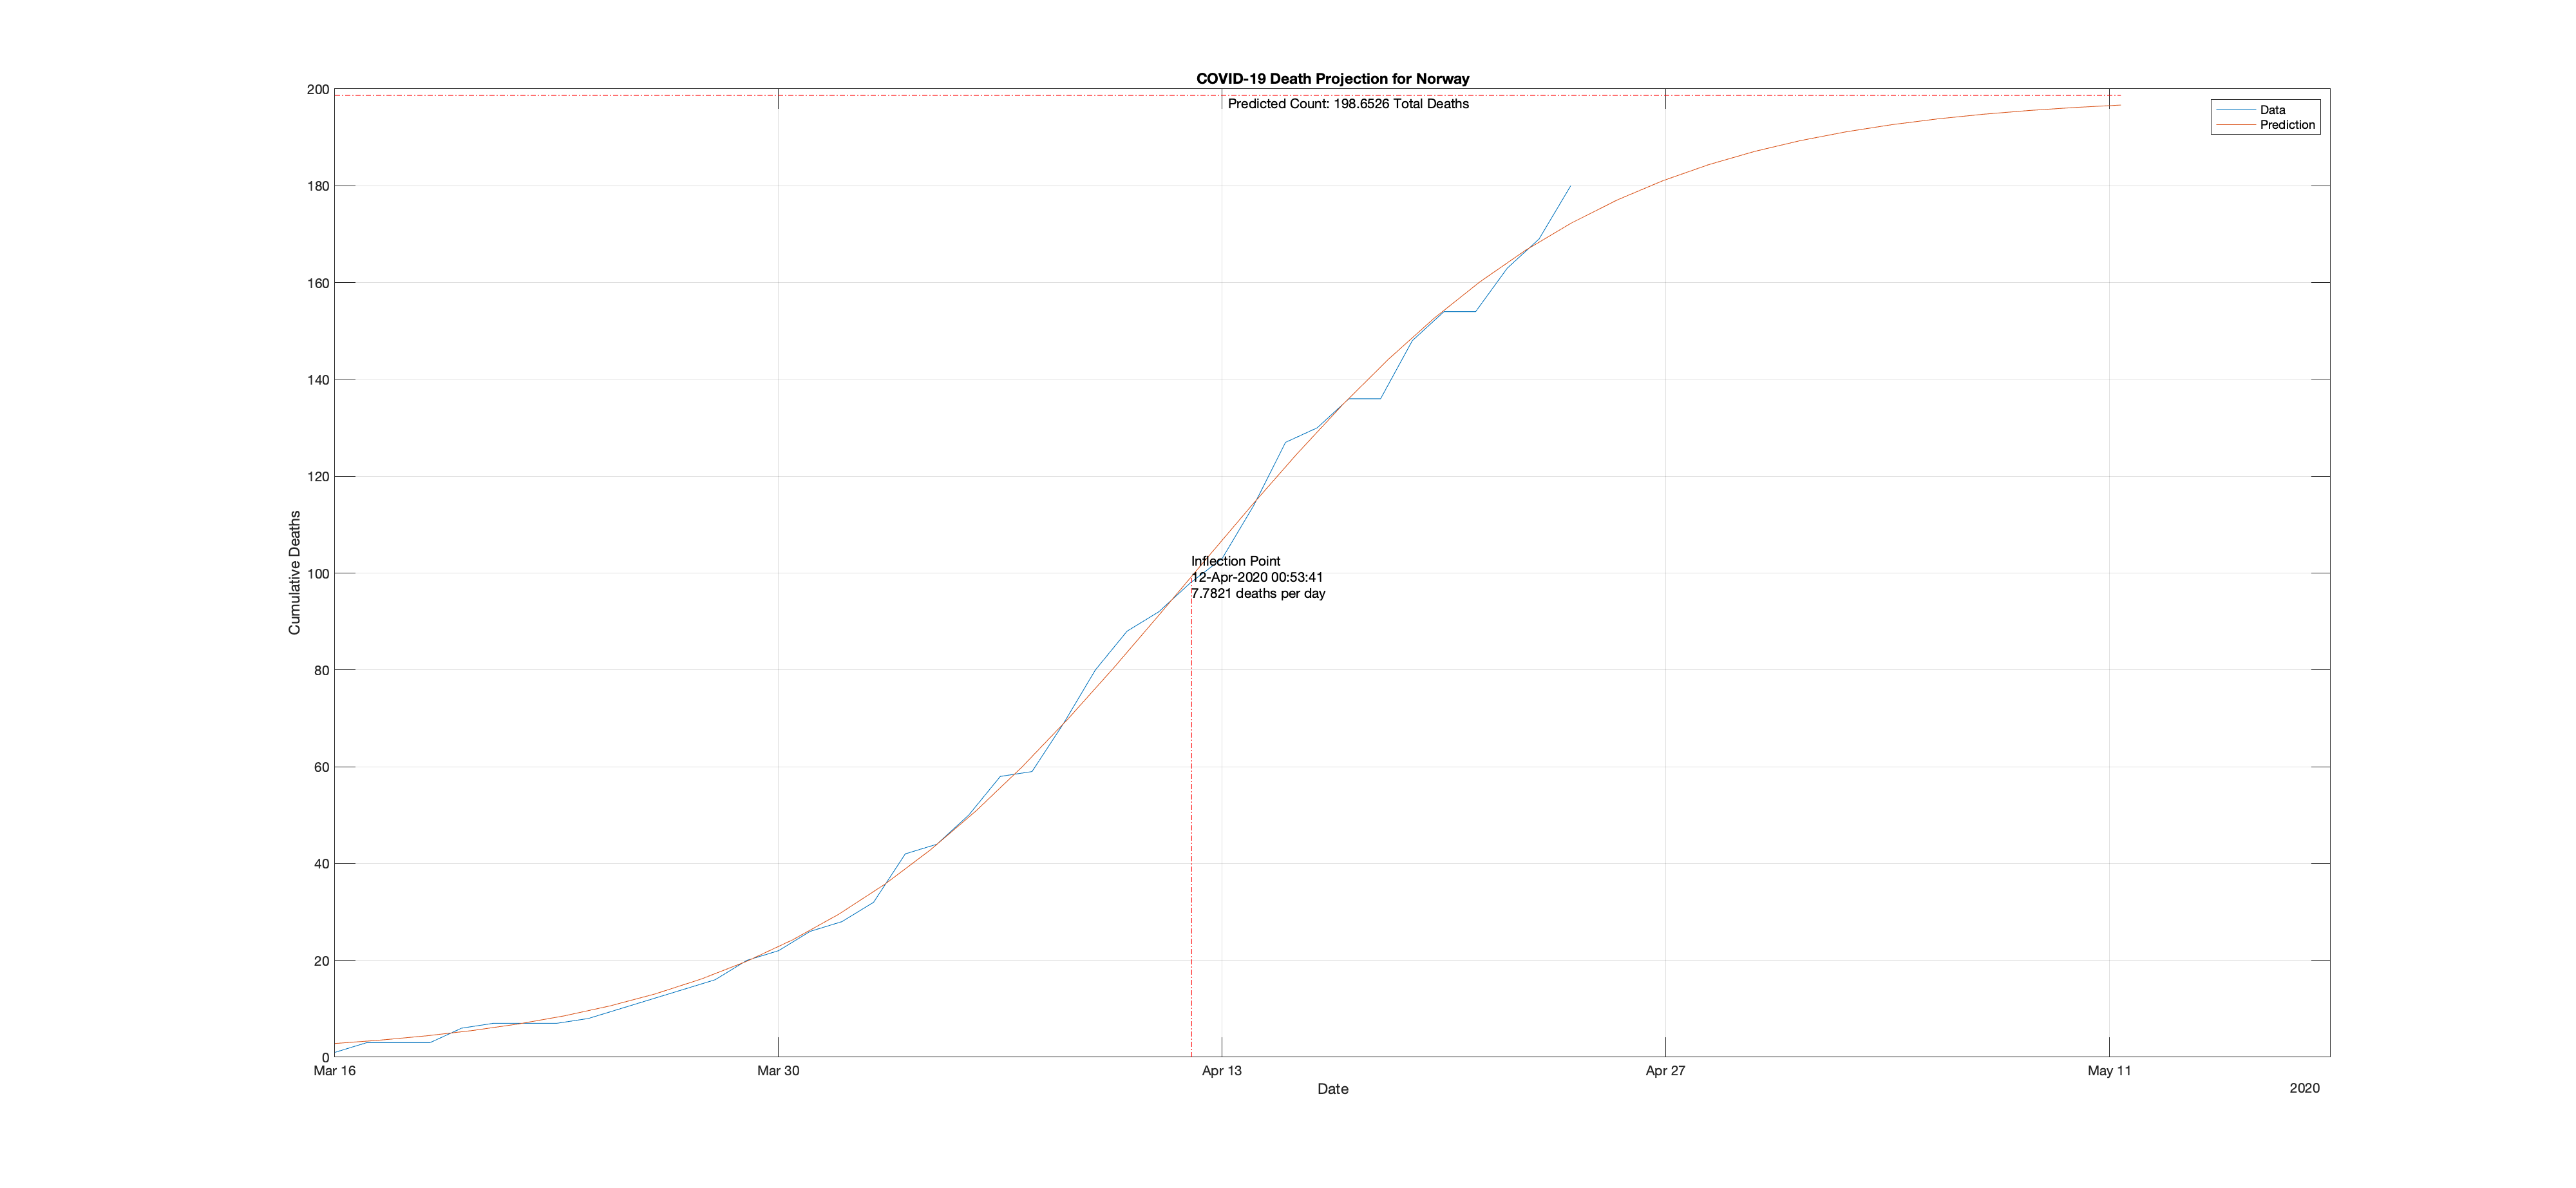 COVID-19 Death Projection for Norway
200
Predicted Count: 198.6526 Total Deaths
Data
Prediction
180
160
140
120
Inflection Point
100
12-Apr-2020 00:53:41
7.7821 deaths per day
Cumulative Deaths
80
60
40
20
0
Mar 16
Mar 30
Apr 13
Apr 27
May 11
Date
2020